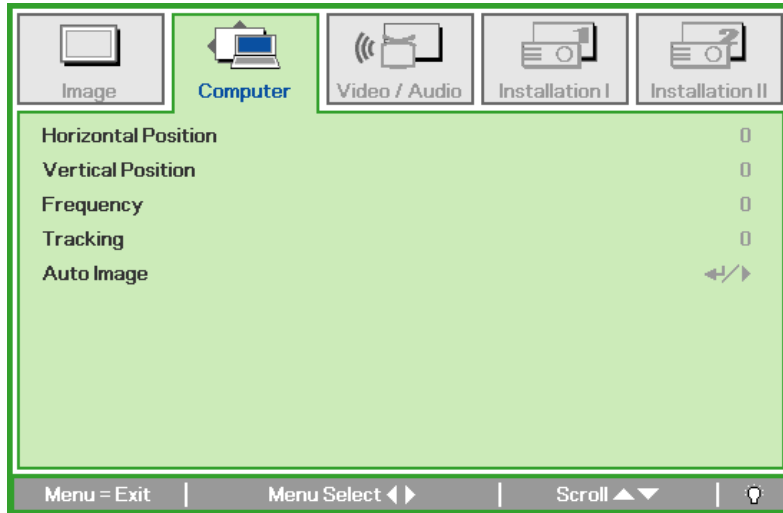 Image Computer Video / Audio Installation I Installation II
Horizontal Position 0
Vertical Position 0
Frequency 0
Tracking 0
Auto Image
Menu = Exit Menu Select Scroll